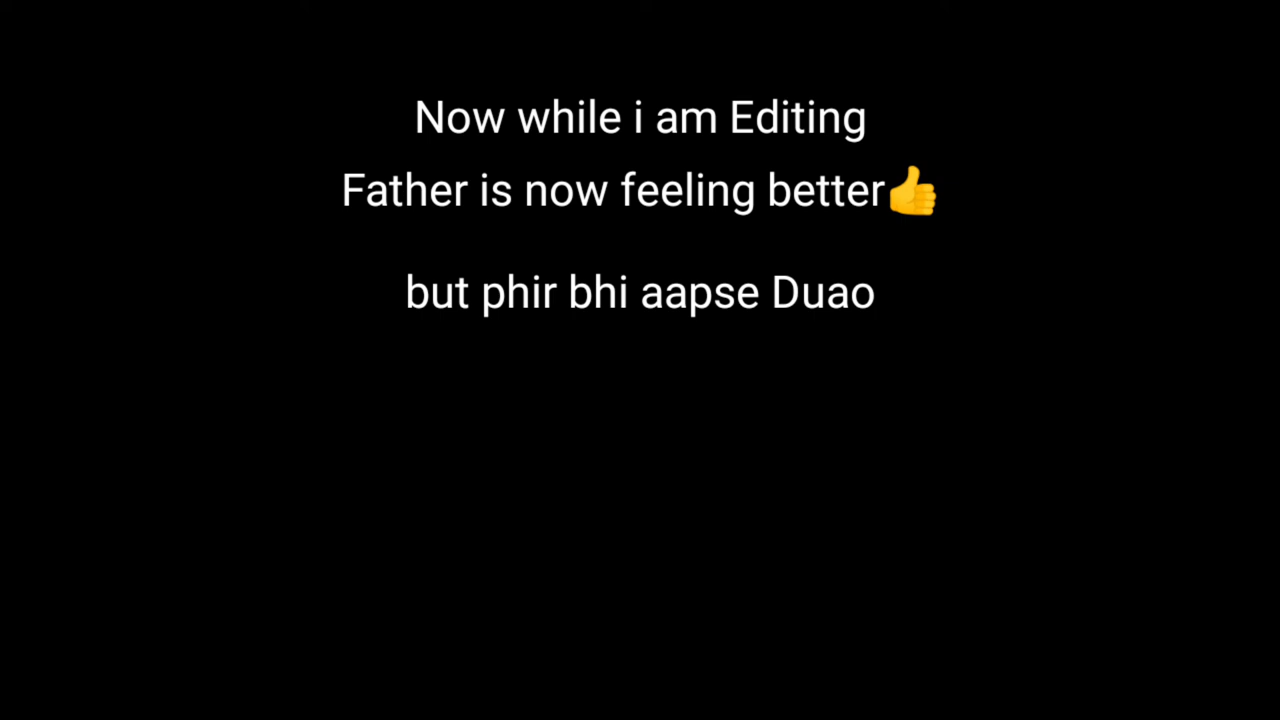 Now while i am Editing
Father is now feeling better👍
but phir bhi aapse Duao